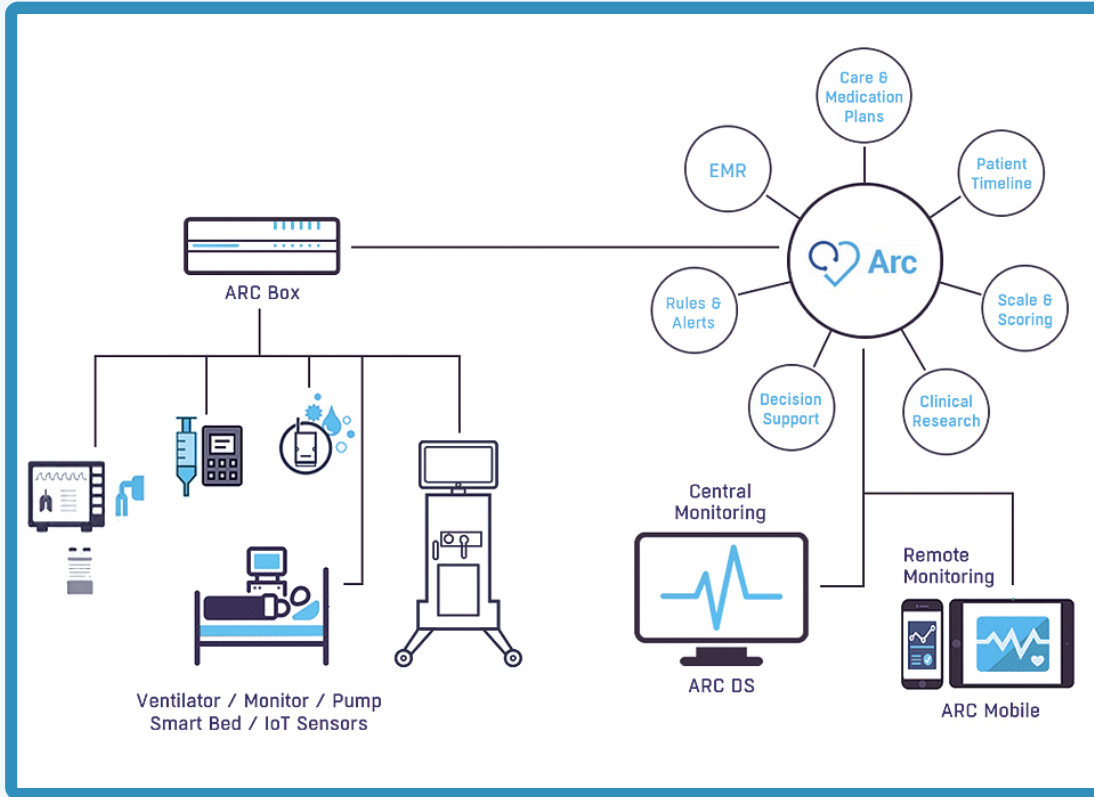 Care &
Medication
Plans
EMR
Patient
Timeline
Arc
ARC Box
Rules &
Alerts
Scale &
Scoring
Decision
Support
Clinical
Research
Central
Monitoring
Remote
Monitoring
ARC DS
ARC Mobile
Ventilator / Monitor / Pump
Smart Bed / IoT Sensors